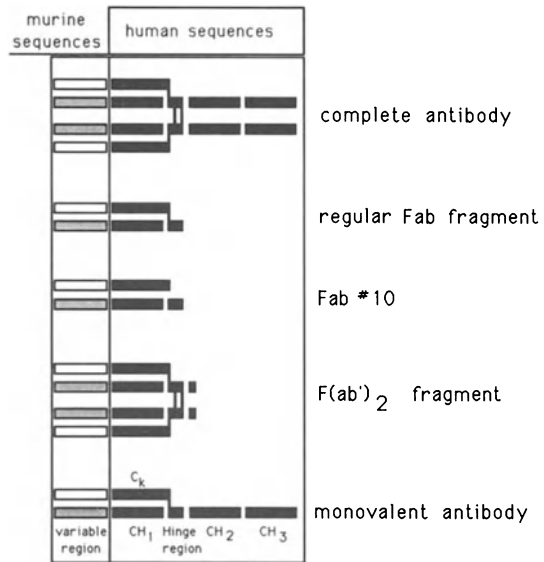 murine
sequences
human sequences
complete antibody
regular Fab fragment
Fab #10
F(ab')2 fragment
Ck
monovalent antibody
variable
region
CH1
Hinge
region
CH2
CH3